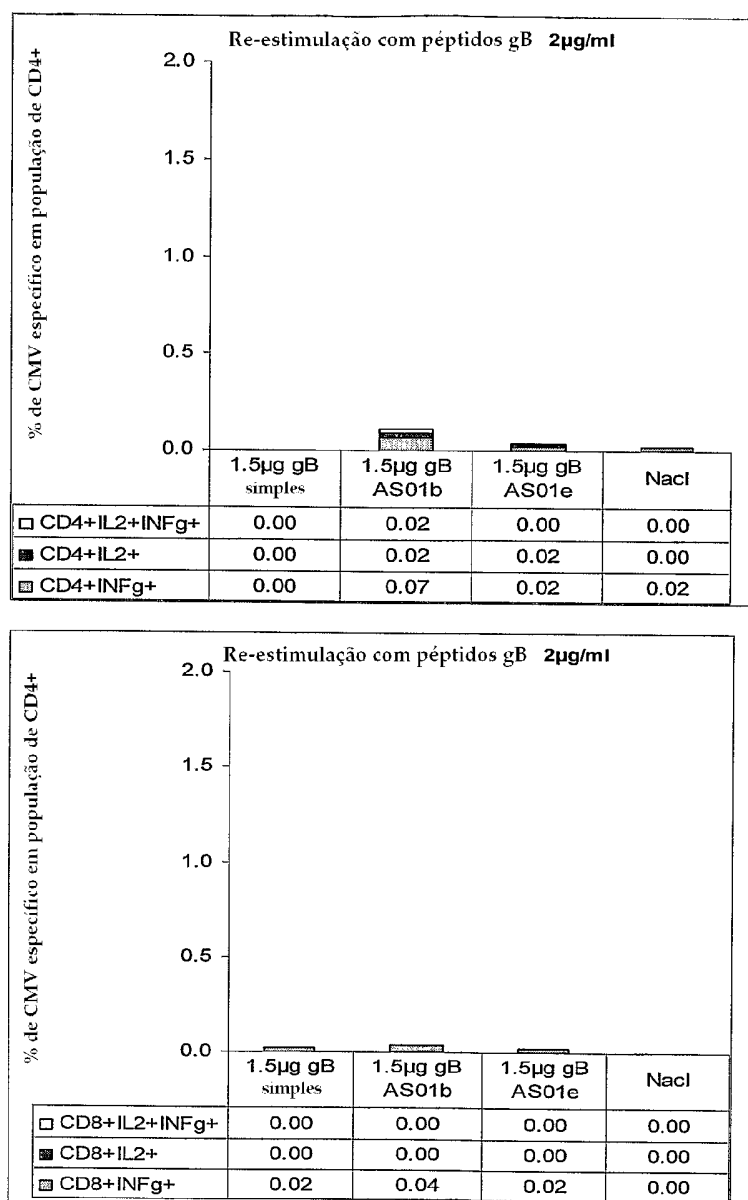 Re-estimulação com péptidos gB 2µg/ml
% de CMV específico em população de CD4+
2.0
1.5
1.0
0.5
0.0
1.5µg gB simples 1.5µg gB AS01b 1.5µg gB AS01e Nacl
CD4+IL2+INFg+ 0.00 0.02 0.00 0.00
CD4+IL2+ 0.00 0.02 0.02 0.00
CD4+INFg+ 0.00 0.07 0.02 0.02
Re-estimulação com péptidos gB 2µg/ml
% de CMV específico em população de CD4+
2.0
1.5
1.0
0.5
0.0
1.5µg gB simples 1.5µg gB AS01b 1.5µg gB AS01e Nacl
CD8+IL2+INFg+ 0.00 0.00 0.00 0.00
CD8+IL2+ 0.00 0.00 0.00 0.00
CD8+INFg+ 0.02 0.04 0.02 0.00